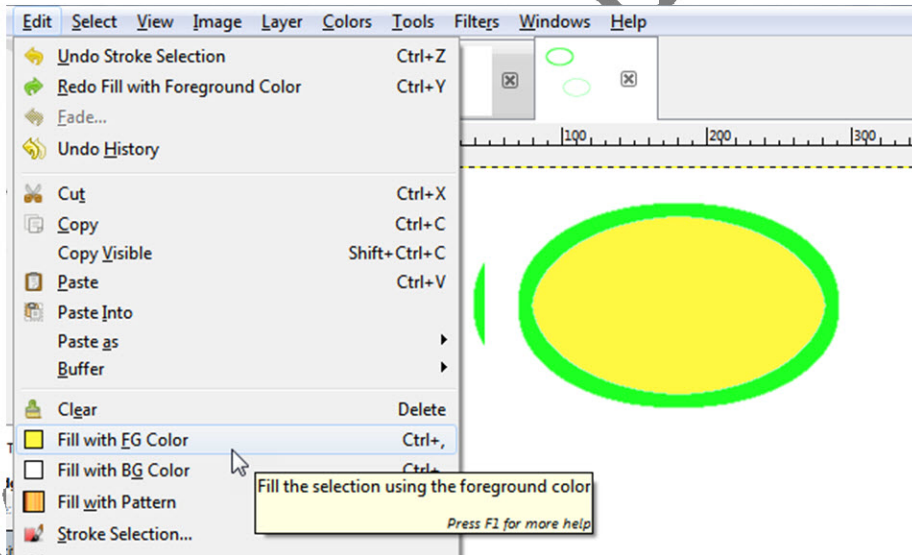 Edit Select View Image Layer Colors Tools Filters Windows Help
Undo Stroke Selection Ctrl+Z
Redo Fill with Foreground Color Ctrl+Y
Fade...
Undo History
100 200 300
Cut Ctrl+X
Copy Ctrl+C
Copy Visible Shift+Ctrl+C
Paste Ctrl+V
Paste Into
Paste as
Buffer
Clear Delete
Fill with FG Color Ctrl+,
Fill with BG Color
Fill the selection using the foreground color
Fill with Pattern
Press F1 for more help
Stroke Selection...